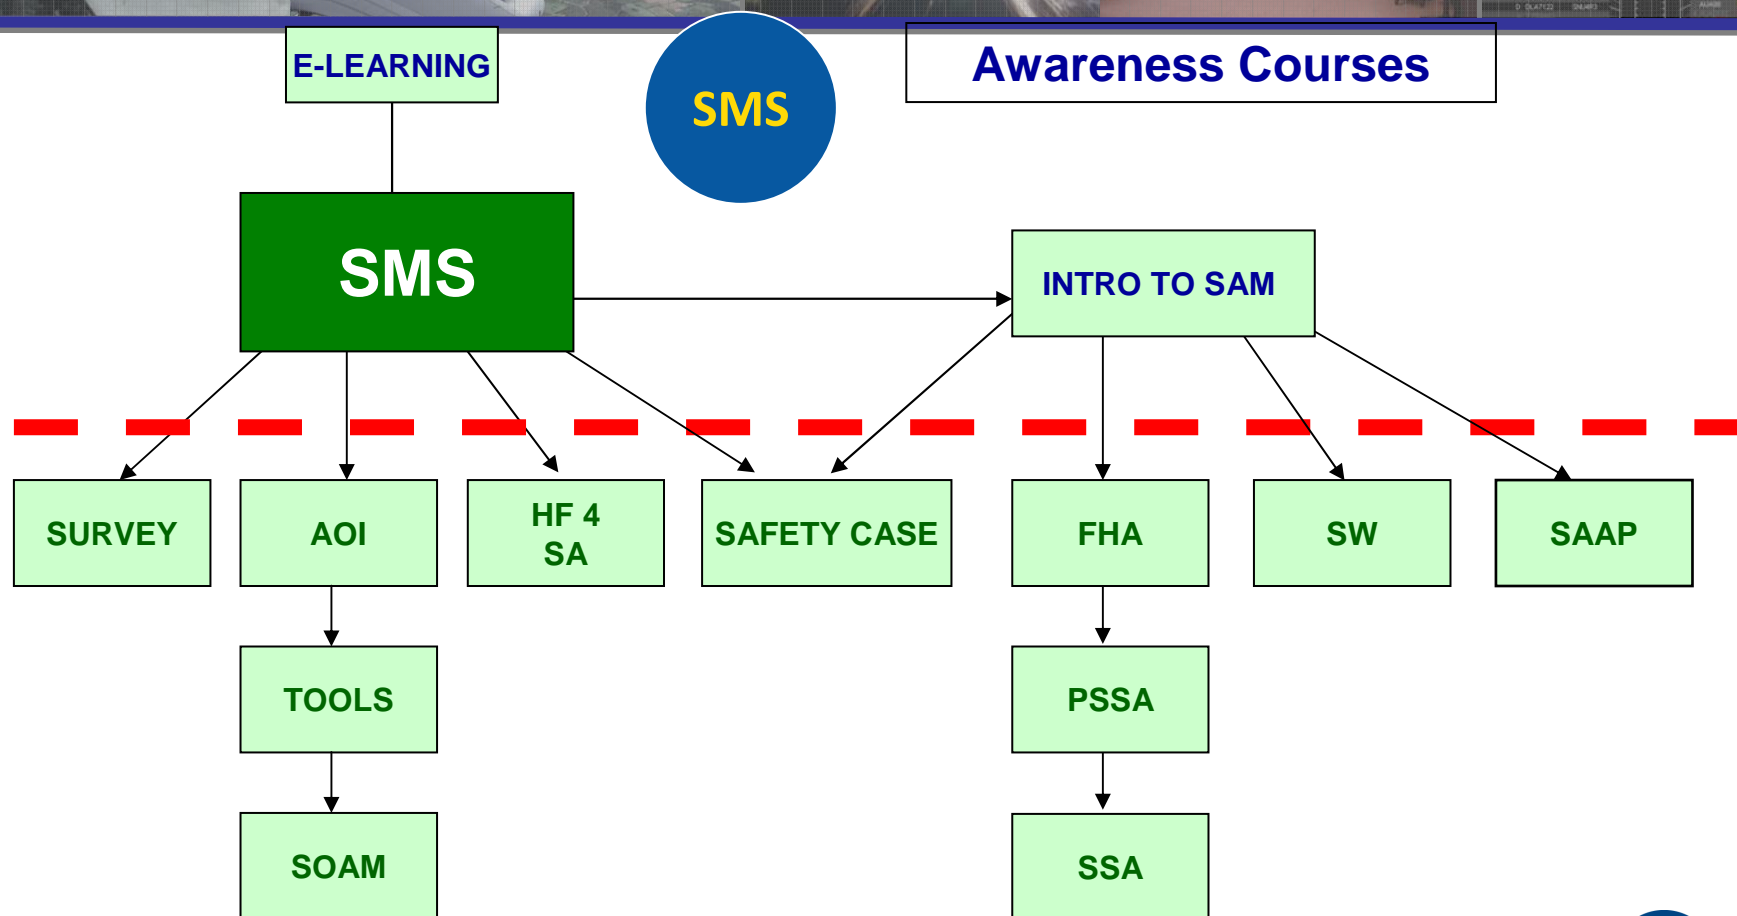 E-LEARNING
SMS
Awareness Courses
SMS
INTRO TO SAM
SURVEY
AOI
HF 4
SA
SAFETY CASE
FHA
SW
SAAP
TOOLS
PSSA
SOAM
SSA